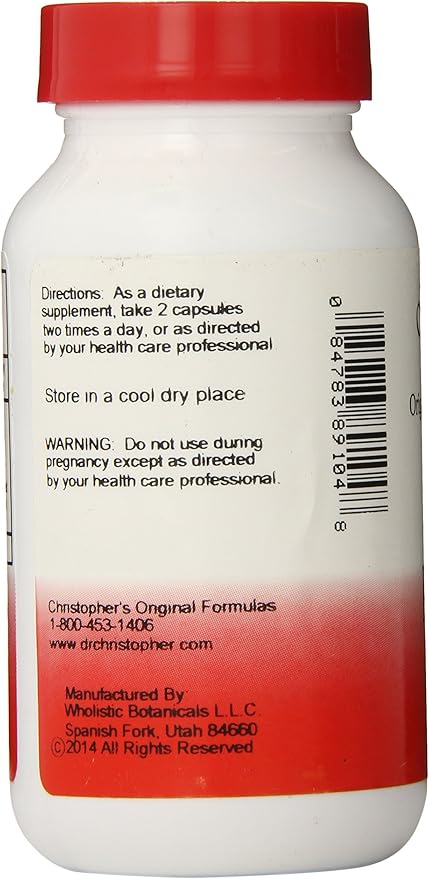 Directions: As a dietary
supplement, take 2 capsules
two times a day, or as directed
by your health care professional.
Store in a cool dry place
WARNING: Do not use during
pregnancy except as directed
by your health care professional.
Christopher's Original Formulas
1-800-453-1406
www.drchristopher.com
Manufactured By
Wholistic Botanicals L.L.C.
Spanish Fork, Utah 84660
©2014 All Rights Reserved
0 84783 89104 8